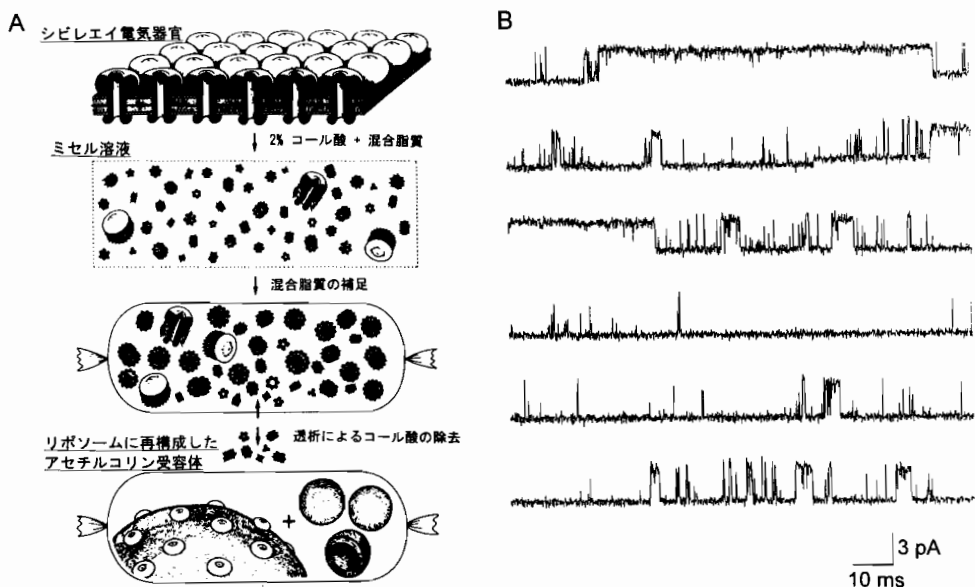 A
シビレエイ電気器官
2% コール酸 + 混合脂質
ミセル溶液
混合脂質の補足
透析によるコール酸の除去
リポソームに再構成した
アセチルコリン受容体
+
B
3 pA
10 ms